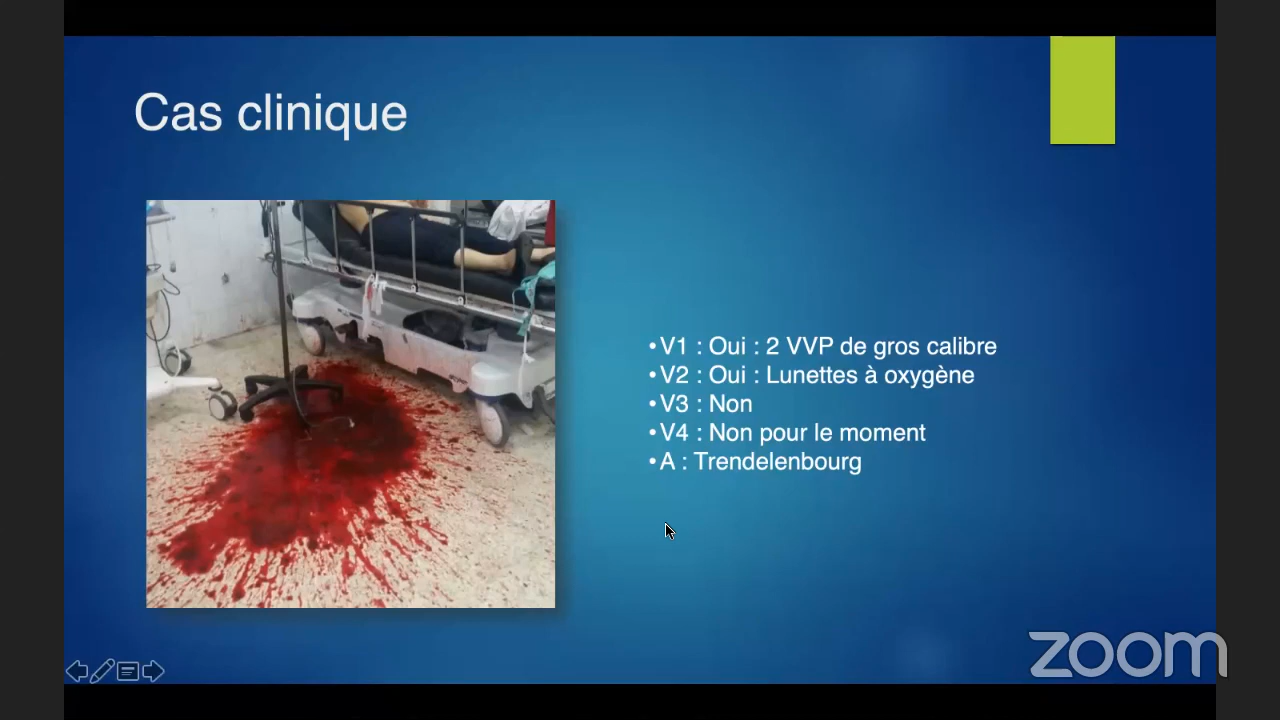 Cas clinique
•V1 : Oui : 2 VVP de gros calibre
•V2 : Oui : Lunettes à oxygène
•V3 : Non
•V4 : Non pour le moment
•A : Trendelenbourg
zoom